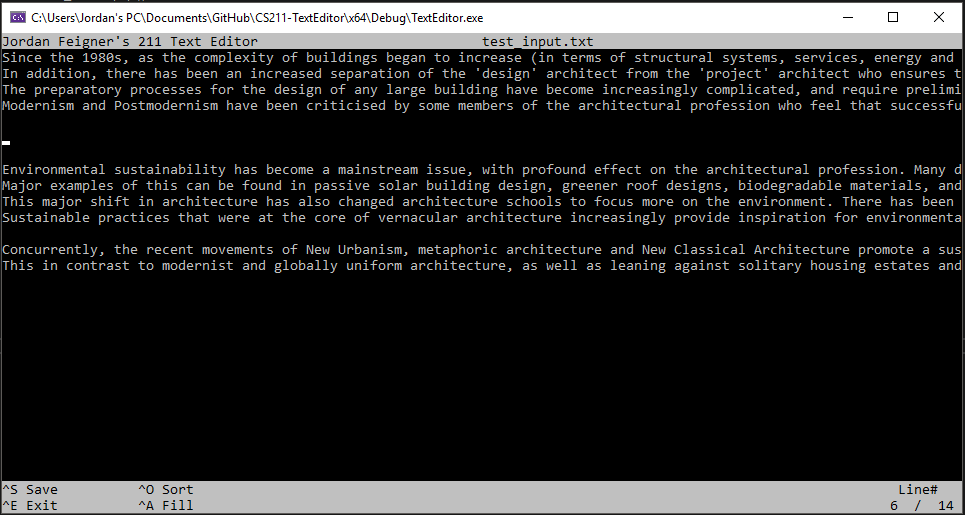 C:\Users\Jordan's PC\Documents\GitHub\CS211-TextEditor\x64\Debug\TextEditor.exe
Jordan Feigner's 211 Text Editor test_input.txt
Since the 1980s, as the complexity of buildings began to increase (in terms of structural systems, services, energy and
In addition, there has been an increased separation of the 'design' architect from the 'project' architect who ensures t
The preparatory processes for the design of any large building have become increasingly complicated, and require prelimi
Modernism and Postmodernism have been criticised by some members of the architectural profession who feel that successfu
Environmental sustainability has become a mainstream issue, with profound effect on the architectural profession. Many d
Major examples of this can be found in passive solar building design, greener roof designs, biodegradable materials, and
This major shift in architecture has also changed architecture schools to focus more on the environment. There has been
Sustainable practices that were at the core of vernacular architecture increasingly provide inspiration for environmenta
Concurrently, the recent movements of New Urbanism, metaphoric architecture and New Classical Architecture promote a sus
This in contrast to modernist and globally uniform architecture, as well as leaning against solitary housing estates and
^S Save ^O Sort Line#
^E Exit ^A Fill 6 / 14